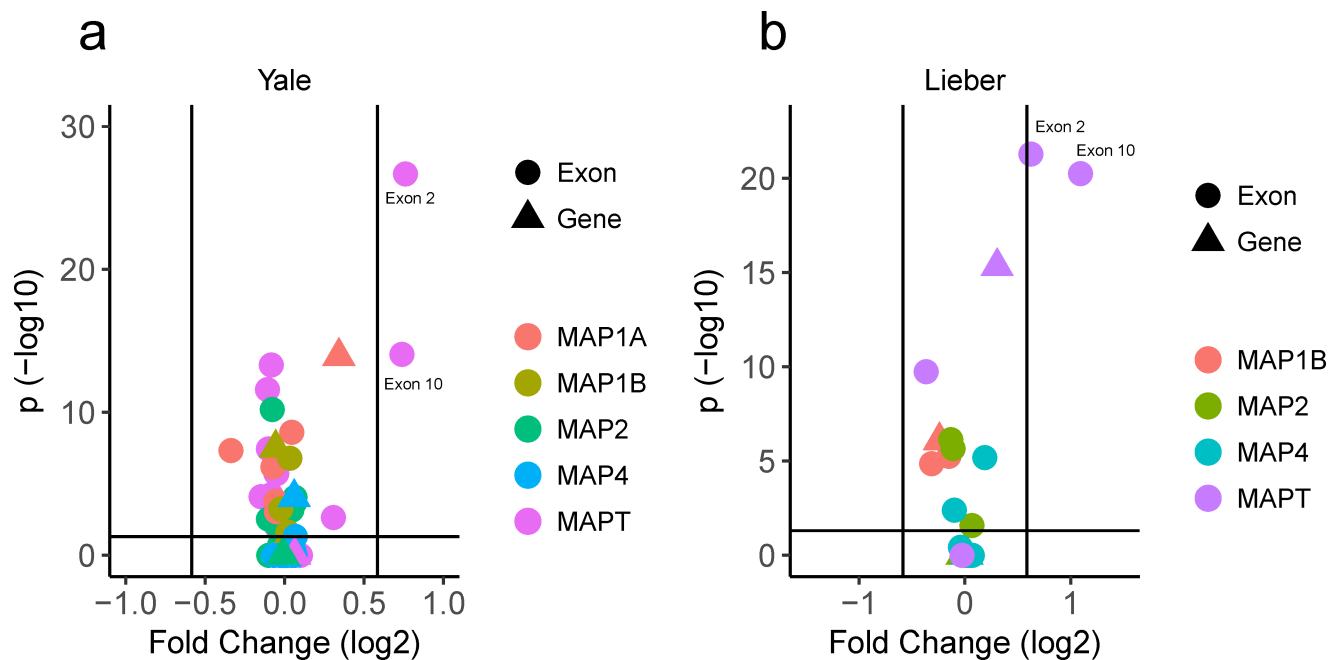 a
Yale
30
20
10
0
p (−log10)
−1.0 −0.5 0.0 0.5 1.0
Fold Change (log2)
Exon 2
Exon 10
Exon
Gene
MAP1A
MAP1B
MAP2
MAP4
MAPT
b
Lieber
20
15
10
5
0
p (−log10)
−1 0 1
Fold Change (log2)
Exon 2
Exon 10
Exon
Gene
MAP1B
MAP2
MAP4
MAPT